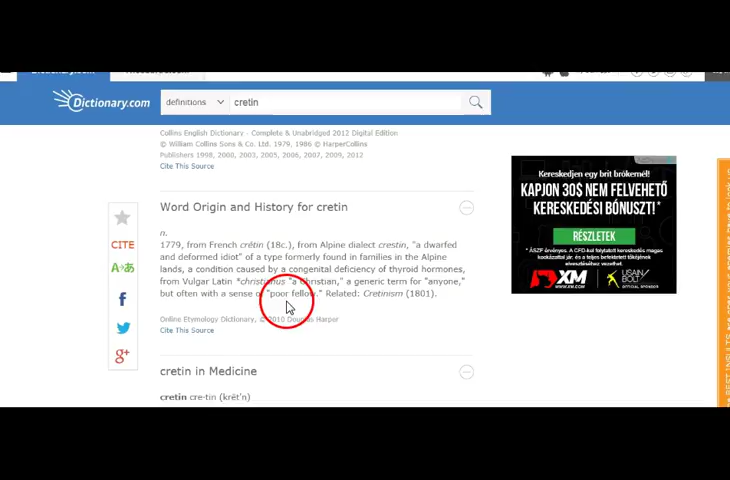 Dictionary.com
definitions
cretin
Collins English Dictionary - Complete & Unabridged 2012 Digital Edition
© William Collins Sons & Co. Ltd. 1979, 1986 © HarperCollins
Publishers 1998, 2000, 2003, 2005, 2006, 2007, 2009, 2012
Cite This Source
Word Origin and History for cretin
n.
1779, from French crétin (18c.), from Alpine dialect crestin, "a dwarfed
and deformed idiot" of a type formerly found in families in the Alpine
lands, a condition caused by a congenital deficiency of thyroid hormones,
from Vulgar Latin *christianus "a Christian," a generic term for "anyone,"
but often with a sense of "poor fellow." Related: Cretinism (1801).
Online Etymology Dictionary, © 2010 Douglas Harper
Cite This Source
cretin in Medicine
cretin cre·tin (krēt'n)
CITE
A
f
g+
Kereskedjen egy brit brókernél!
KAPJON 30$ NEM FELVEHETŐ
KERESKEDÉSI BÓNUSZT!*
RÉSZLETEK
XM
WWW.XM.COM
USAIN
BOLT